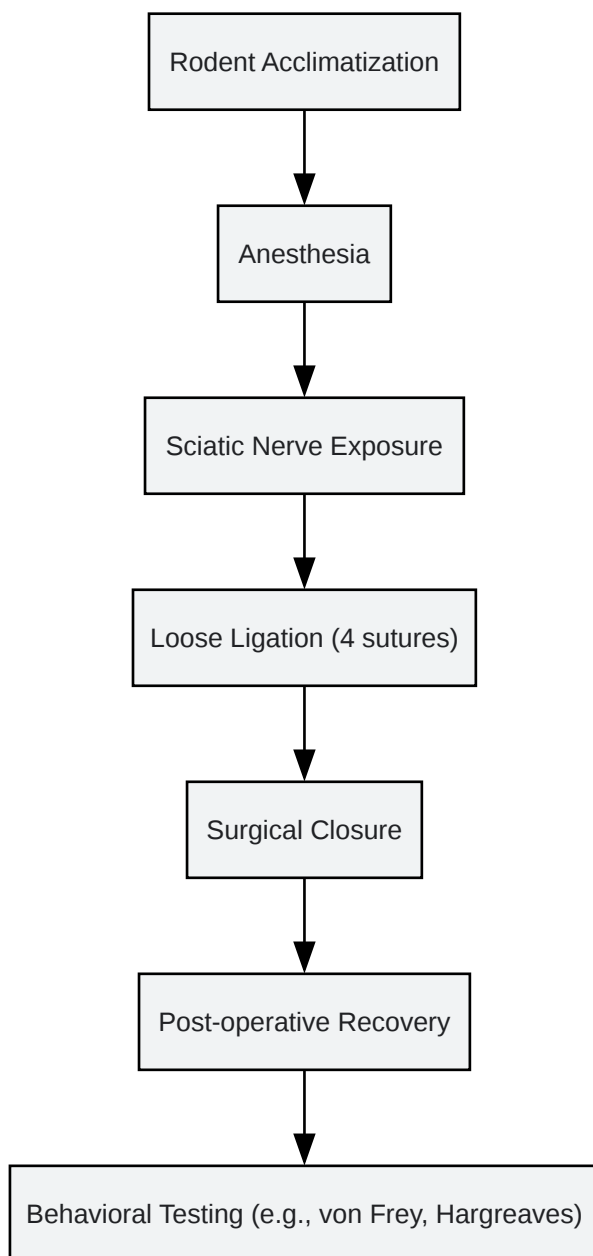 Rodent Acclimatization
Anesthesia
Sciatic Nerve Exposure
Loose Ligation (4 sutures)
Surgical Closure
Post-operative Recovery
Behavioral Testing (e.g., von Frey, Hargreaves)